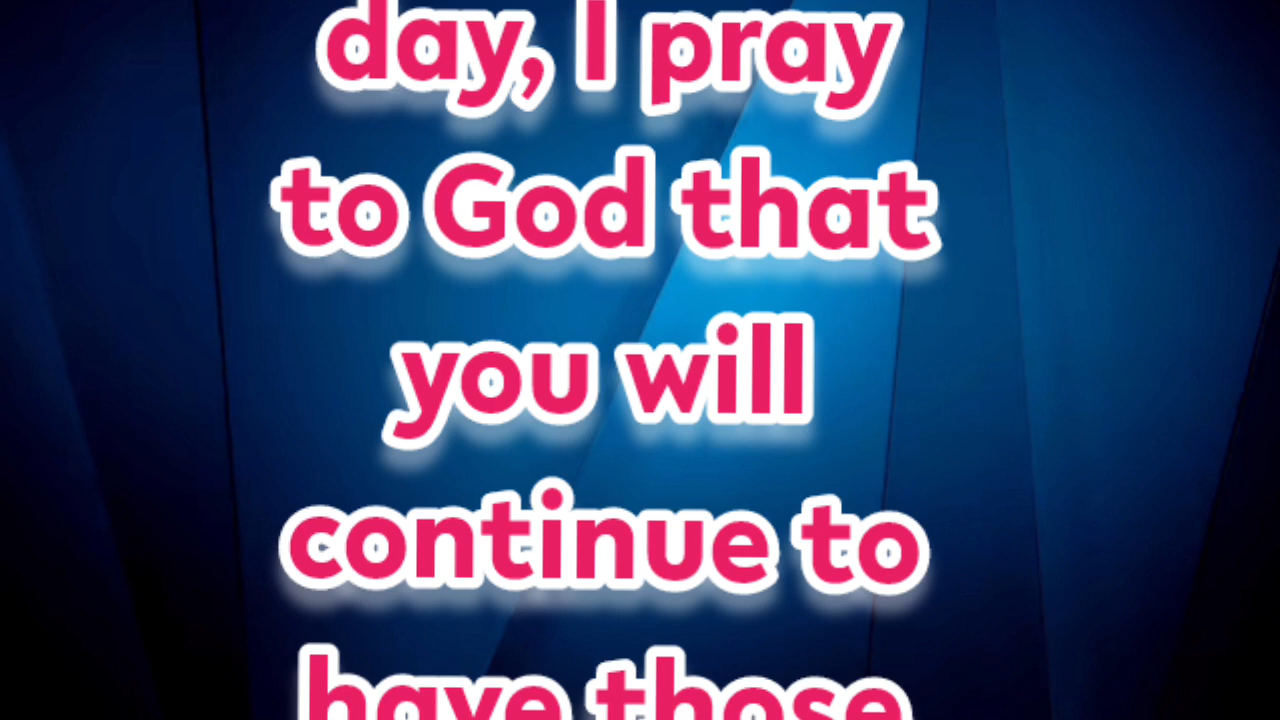 day, I pray
to God that
you will
continue to
have those